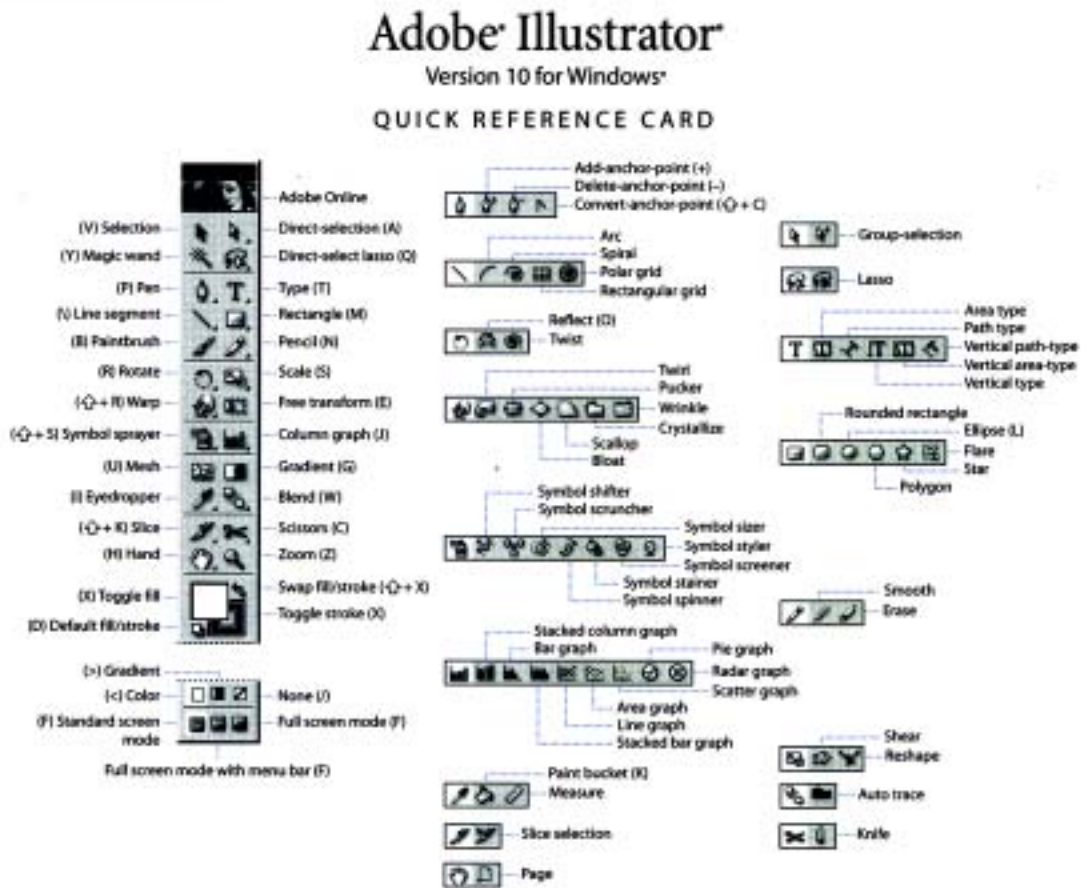 Adobe® Illustrator®
Version 10 for Windows®
QUICK REFERENCE CARD
Adobe Online
(V) Selection
Direct-selection (A)
(Y) Magic wand
Direct-select lasso (Q)
(P) Pen
Type (T)
(\) Line segment
Rectangle (M)
(B) Paintbrush
Pencil (N)
(R) Rotate
Scale (S)
(⇧ + R) Warp
Free transform (E)
(⇧ + S) Symbol sprayer
Column graph (J)
(U) Mesh
Gradient (G)
(I) Eyedropper
Blend (W)
(⇧ + K) Slice
Scissors (C)
(H) Hand
Zoom (Z)
Swap fill/stroke (⇧ + X)
(X) Toggle fill
Toggle stroke (X)
(D) Default fill/stroke
(>) Gradient
(<) Color
None (/)
(F) Standard screen
mode
Full screen mode (F)
Full screen mode with menu bar (F)
Add-anchor-point (+)
Delete-anchor-point (–)
Convert-anchor-point (⇧ + C)
Arc
Spiral
Polar grid
Rectangular grid
Reflect (O)
Twist
Twirl
Pucker
Wrinkle
Crystallize
Scallop
Bloat
Symbol shifter
Symbol scruncher
Symbol sizer
Symbol styler
Symbol screener
Symbol stainer
Symbol spinner
Stacked column graph
Bar graph
Pie graph
Radar graph
Scatter graph
Area graph
Line graph
Stacked bar graph
Paint bucket (K)
Measure
Slice selection
Page
Group-selection
Lasso
Area type
Path type
Vertical path-type
Vertical area-type
Vertical type
Rounded rectangle
Ellipse (L)
Flare
Star
Polygon
Smooth
Erase
Shear
Reshape
Auto trace
Knife